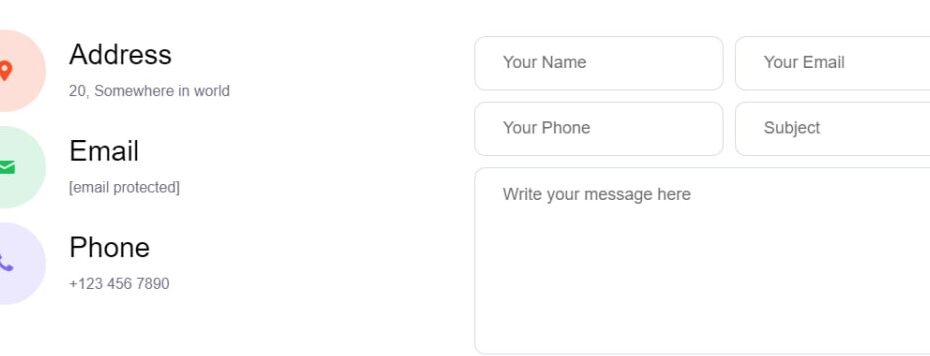 Address
20, Somewhere in world
Email
[email protected]
Phone
+123 456 7890
Your Name
Your Email
Your Phone
Subject
Write your message here